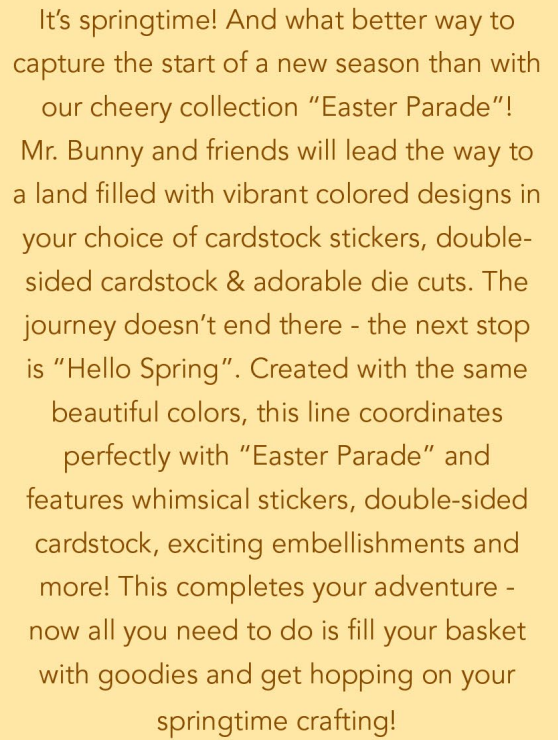 It’s springtime! And what better way to
capture the start of a new season than with
our cheery collection “Easter Parade”!
Mr. Bunny and friends will lead the way to
a land filled with vibrant colored designs in
your choice of cardstock stickers, double-
sided cardstock & adorable die cuts. The
journey doesn’t end there - the next stop
is “Hello Spring”. Created with the same
beautiful colors, this line coordinates
perfectly with “Easter Parade” and
features whimsical stickers, double-sided
cardstock, exciting embellishments and
more! This completes your adventure -
now all you need to do is fill your basket
with goodies and get hopping on your
springtime crafting!